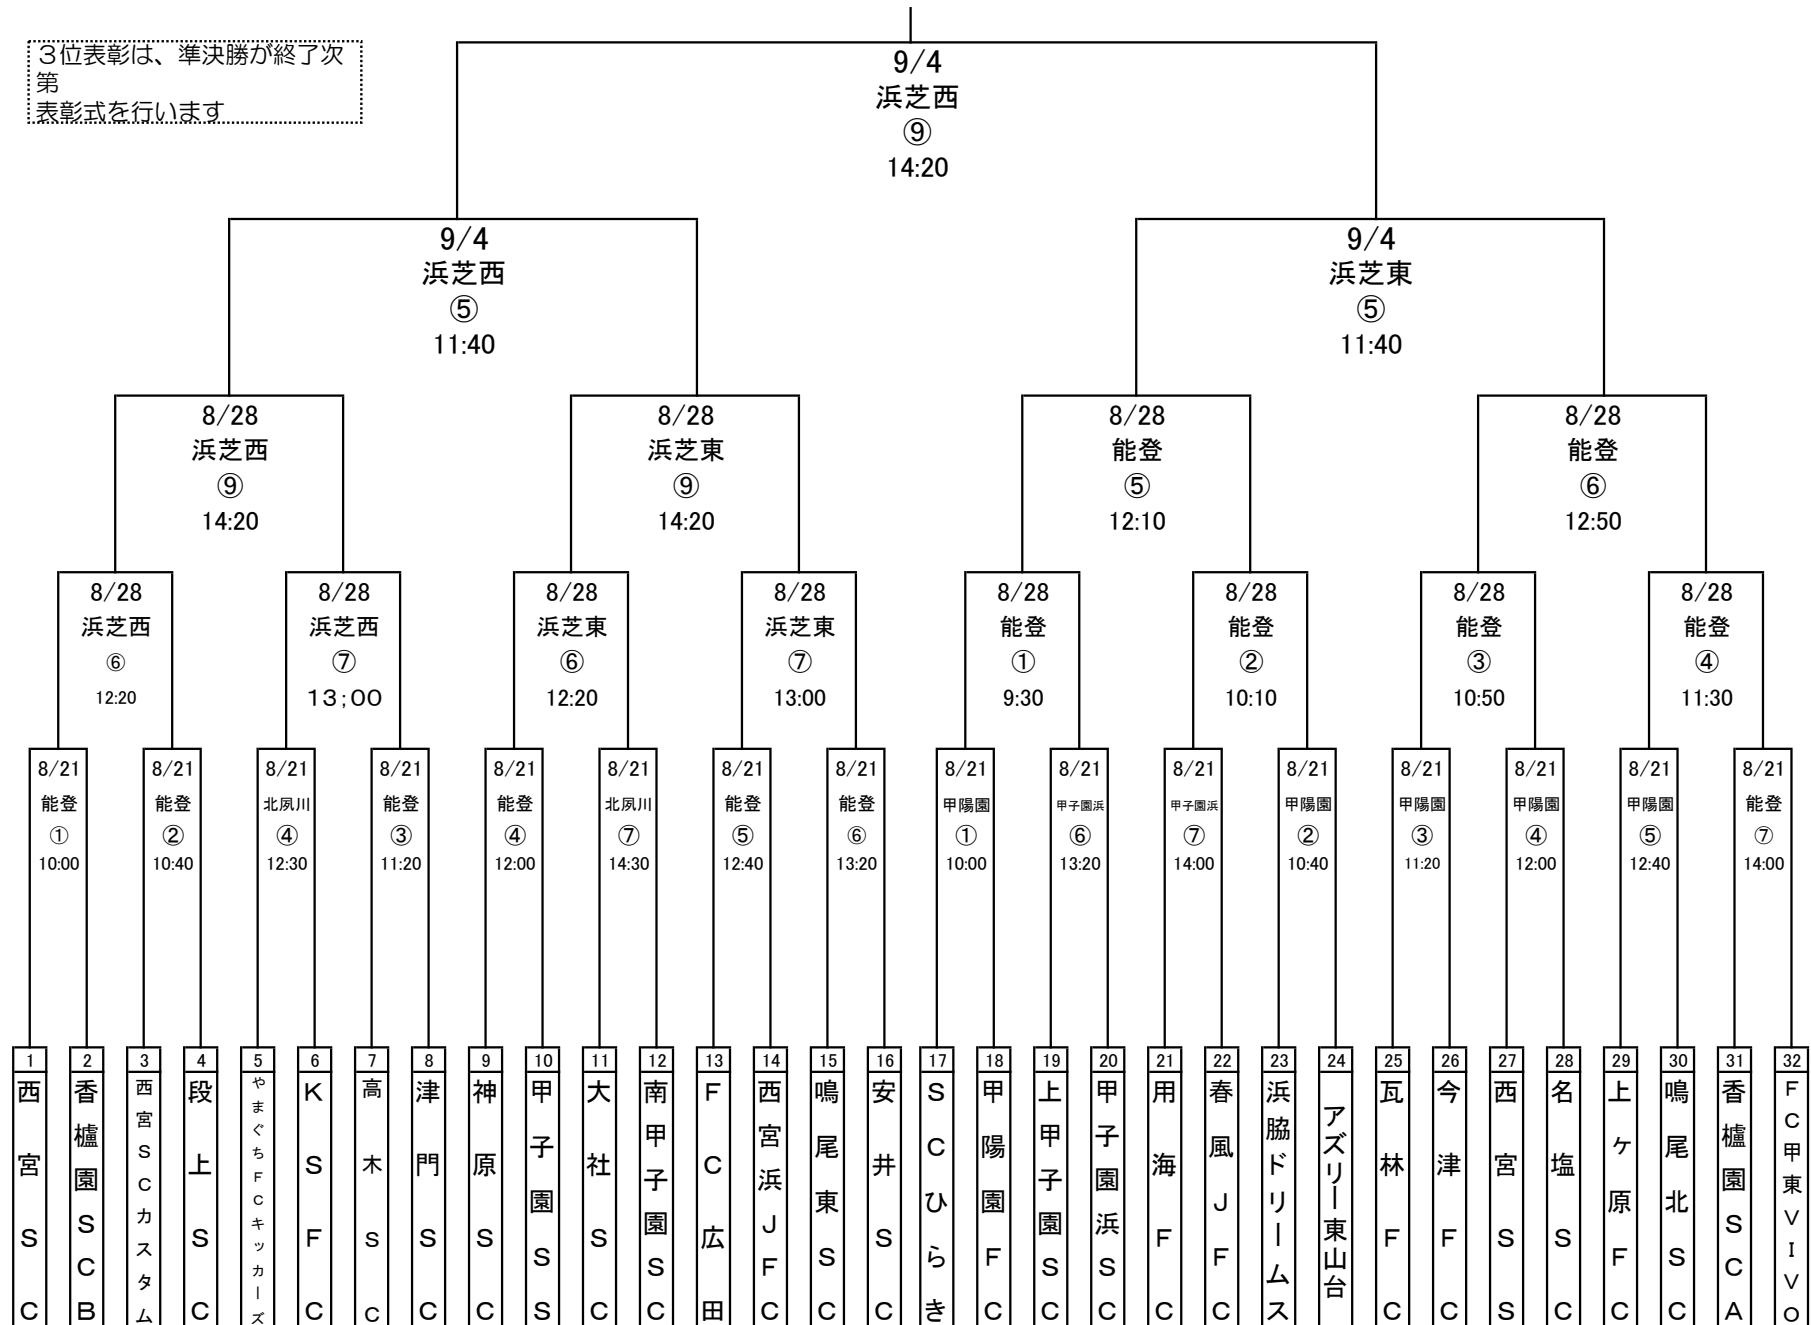 ３位表彰は、準決勝が終了次
第
表彰式を行います
9/4
浜芝西
⑨
14:20
9/4
浜芝西
⑤
11:40
9/4
浜芝東
⑤
11:40
8/28
浜芝西
⑨
14:20
8/28
浜芝東
⑨
14:20
8/28
能登
⑤
12:10
8/28
能登
⑥
12:50
8/28
浜芝西
⑥
12:20
8/28
浜芝西
⑦
１３；００
8/28
浜芝東
⑥
12:20
8/28
浜芝東
⑦
13:00
8/28
能登
①
9:30
8/28
能登
②
10:10
8/28
能登
③
10:50
8/28
能登
④
11:30
8/21
能登
①
10:00
8/21
能登
②
10:40
8/21
北夙川
④
12:30
8/21
能登
③
11:20
8/21
能登
④
12:00
8/21
北夙川
⑦
14:30
8/21
能登
⑤
12:40
8/21
能登
⑥
13:20
8/21
甲陽園
①
10:00
8/21
甲子園浜
⑥
13:20
8/21
甲子園浜
⑦
14:00
8/21
甲陽園
②
10:40
8/21
甲陽園
③
11:20
8/21
甲陽園
④
12:00
8/21
甲陽園
⑤
12:40
8/21
能登
⑦
14:00
1
西宮ＳＣ
2
香櫨園ＳＣＢ
3
西宮ＳＣカスタム
4
段上ＳＣ
5
やまぐちＦＣキッカーズ
6
ＫＳＦＣ
7
高木ＳＣ
8
津門ＳＣ
9
神原ＳＣ
10
甲子園ＳＳ
11
大社ＳＣ
12
南甲子園ＳＣ
13
ＦＣ広田
14
西宮浜ＪＦＣ
15
鳴尾東ＳＣ
16
安井ＳＣ
17
ＳＣひらき
18
甲陽園ＦＣ
19
上甲子園ＳＣ
20
甲子園浜ＳＣ
21
用海ＦＣ
22
春風ＪＦＣ
23
浜脇ドリームス
24
アズリー東山台
25
瓦林ＦＣ
26
今津ＦＣ
27
西宮ＳＳ
28
名塩ＳＣ
29
上ヶ原ＦＣ
30
鳴尾北ＳＣ
31
香櫨園ＳＣＡ
32
ＦＣ甲東ＶＩＶＯ